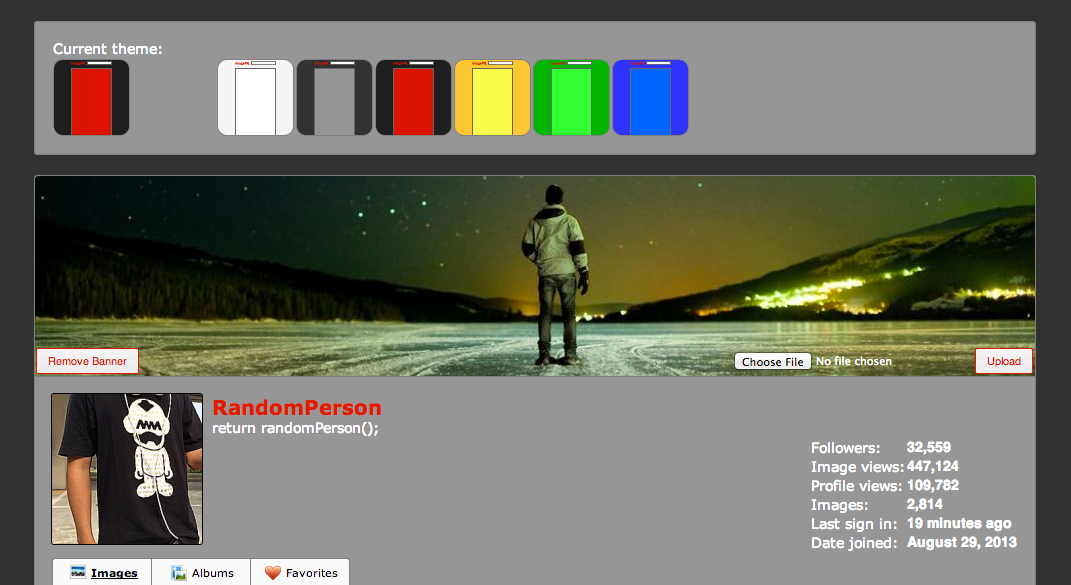 Current theme:
Remove Banner
Choose File No file chosen
Upload
RandomPerson
return randomPerson();
Followers: 32,559
Image views: 447,124
Profile views: 109,782
Images: 2,814
Last sign in: 19 minutes ago
Date joined: August 29, 2013
Images Albums Favorites